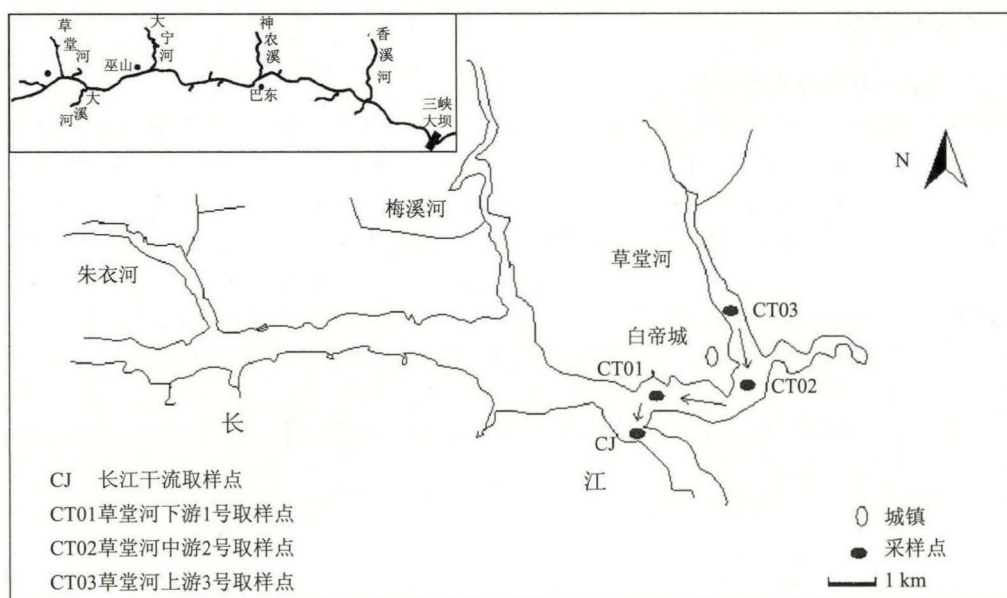 草堂河
大宁河
神农溪
香溪河
巫山
大溪河
巴东
三峡
大坝
N
梅溪河
朱衣河
草堂河
CT03
白帝城
CT01
CT02
CJ
长
江
CJ 长江干流取样点
CT01草堂河下游1号取样点
CT02草堂河中游2号取样点
CT03草堂河上游3号取样点
城镇
采样点
1 km